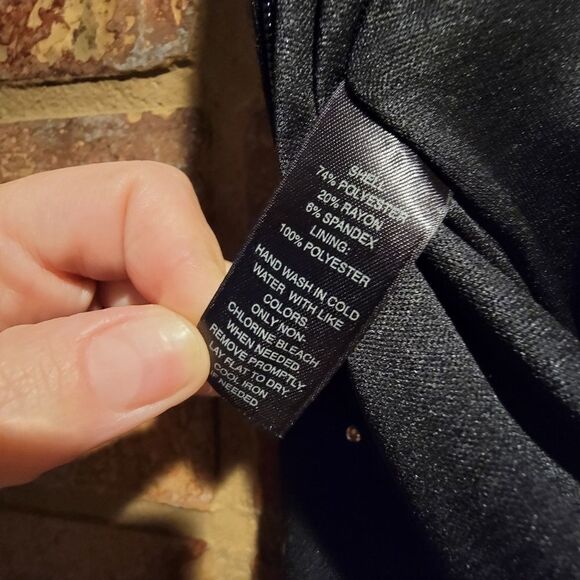 SHELL:
74% POLYESTER
20% RAYON
6% SPANDEX
LINING:
100% POLYESTER
HAND WASH IN COLD
WATER WITH LIKE
COLORS.
ONLY NON-
CHLORINE BLEACH
WHEN NEEDED.
REMOVE PROMPTLY.
LAY FLAT TO DRY.
COOL IRON
IF NEEDED